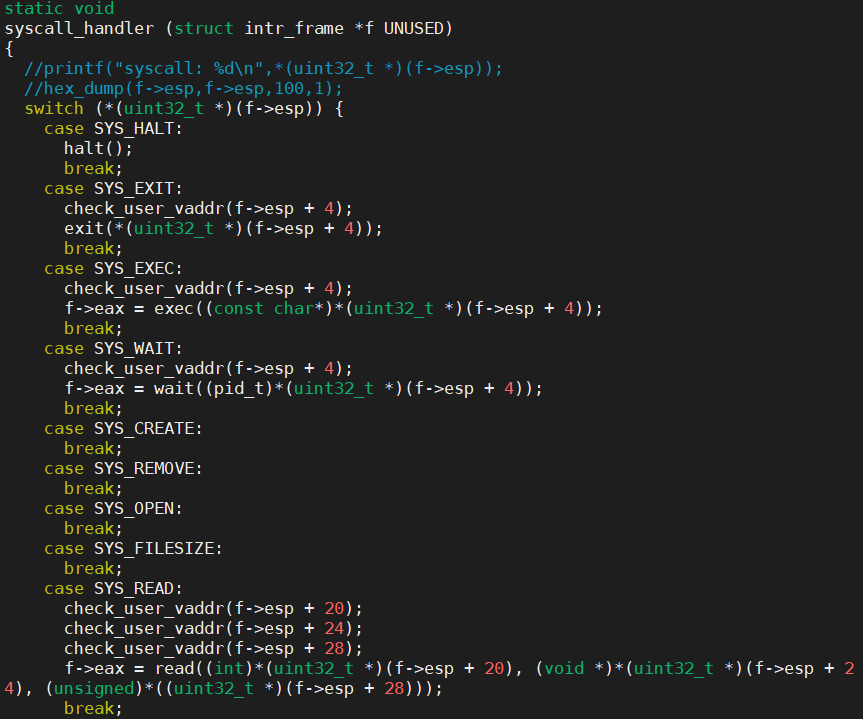 static void
syscall_handler (struct intr_frame *f UNUSED)
{
  //printf("syscall: %d\n",*(uint32_t *)(f->esp));
  //hex_dump(f->esp,f->esp,100,1);
  switch (*(uint32_t *)(f->esp)) {
    case SYS_HALT:
      halt();
      break;
    case SYS_EXIT:
      check_user_vaddr(f->esp + 4);
      exit(*(uint32_t *)(f->esp + 4));
      break;
    case SYS_EXEC:
      check_user_vaddr(f->esp + 4);
      f->eax = exec((const char*)*(uint32_t *)(f->esp + 4));
      break;
    case SYS_WAIT:
      check_user_vaddr(f->esp + 4);
      f->eax = wait((pid_t)*(uint32_t *)(f->esp + 4));
      break;
    case SYS_CREATE:
      break;
    case SYS_REMOVE:
      break;
    case SYS_OPEN:
      break;
    case SYS_FILESIZE:
      break;
    case SYS_READ:
      check_user_vaddr(f->esp + 20);
      check_user_vaddr(f->esp + 24);
      check_user_vaddr(f->esp + 28);
      f->eax = read((int)*(uint32_t *)(f->esp + 20), (void *)*(uint32_t *)(f->esp + 2
4), (unsigned)*((uint32_t *)(f->esp + 28)));
      break;